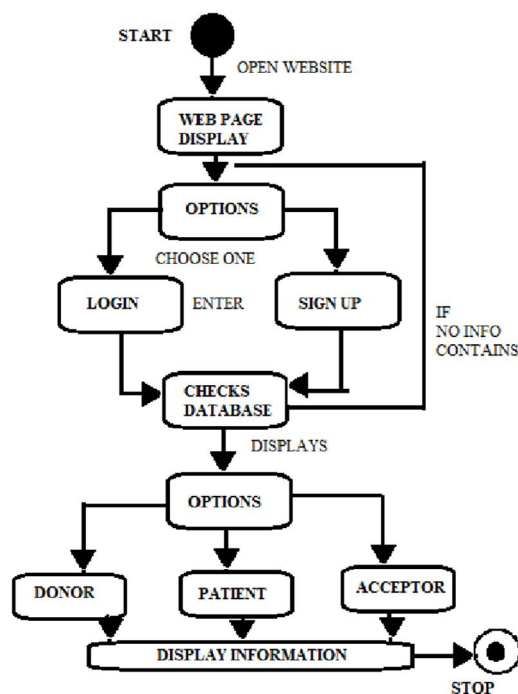 START
OPEN WEBSITE
WEB PAGE
DISPLAY
OPTIONS
CHOOSE ONE
LOGIN
ENTER
SIGN UP
IF
NO INFO
CONTAINS
CHECKS
DATABASE
DISPLAYS
OPTIONS
DONOR
PATIENT
ACCEPTOR
DISPLAY INFORMATION
STOP